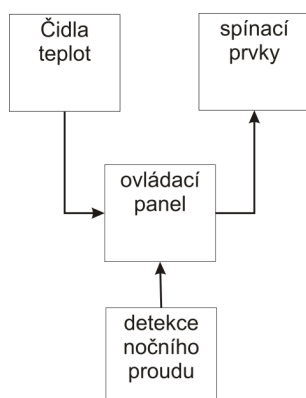 Čidla
teplot
spínací
prvky
ovládací
panel
detekce
nočního
proudu